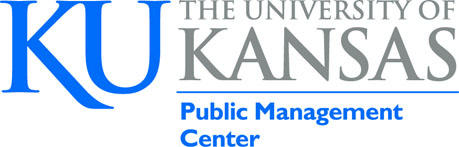 KU
THE UNIVERSITY OF
KANSAS
Public Management
Center